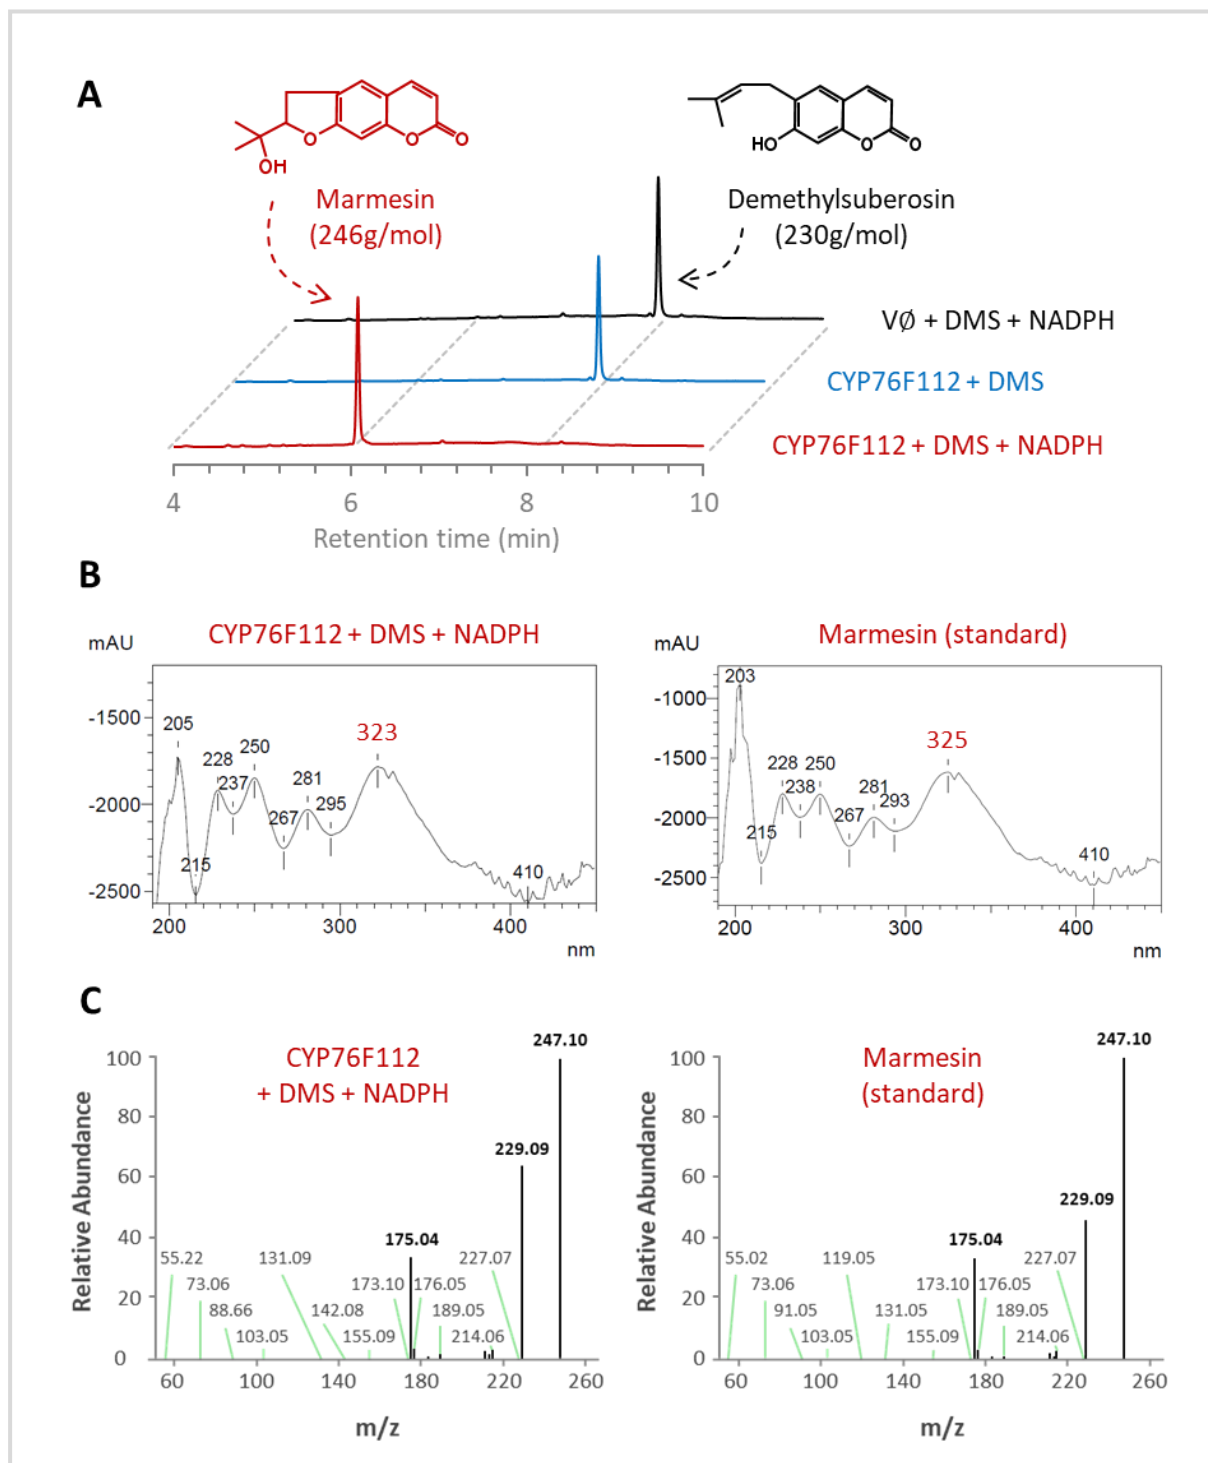 A
O
O
O
OH
HO
O
O
Marmesin
(246g/mol)
Demethylsuberosin
(230g/mol)
VØ + DMS + NADPH
CYP76F112 + DMS
CYP76F112 + DMS + NADPH
4
6
8
10
Retention time (min)
B
mAU
CYP76F112 + DMS + NADPH
-1500
-2000
-2500
205
228
237
250
281
323
267
295
215
410
200
300
400
nm
mAU
Marmesin (standard)
-1000
-1500
-2000
-2500
203
325
228
250
238
281
293
267
215
410
200
300
400
nm
C
CYP76F112
+ DMS + NADPH
Relative Abundance
100
80
60
40
20
0
247.10
229.09
175.04
55.22
131.09
227.07
73.06
173.10
176.05
88.66
142.08
189.05
103.05
155.09
214.06
60
100
140
180
220
260
m/z
Marmesin
(standard)
Relative Abundance
100
80
60
40
20
0
247.10
229.09
175.04
55.02
119.05
227.07
73.06
173.10
176.05
91.05
131.05
189.05
103.05
155.09
214.06
60
100
140
180
220
260
m/z